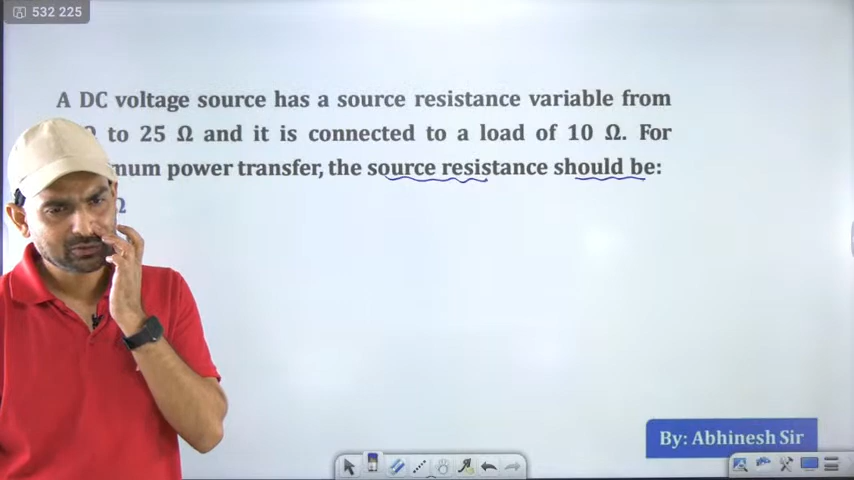 532 225
A DC voltage source has a source resistance variable from
Ω to 25 Ω and it is connected to a load of 10 Ω. For
power transfer, the source resistance should be:
Ω
By: Abhinesh Sir